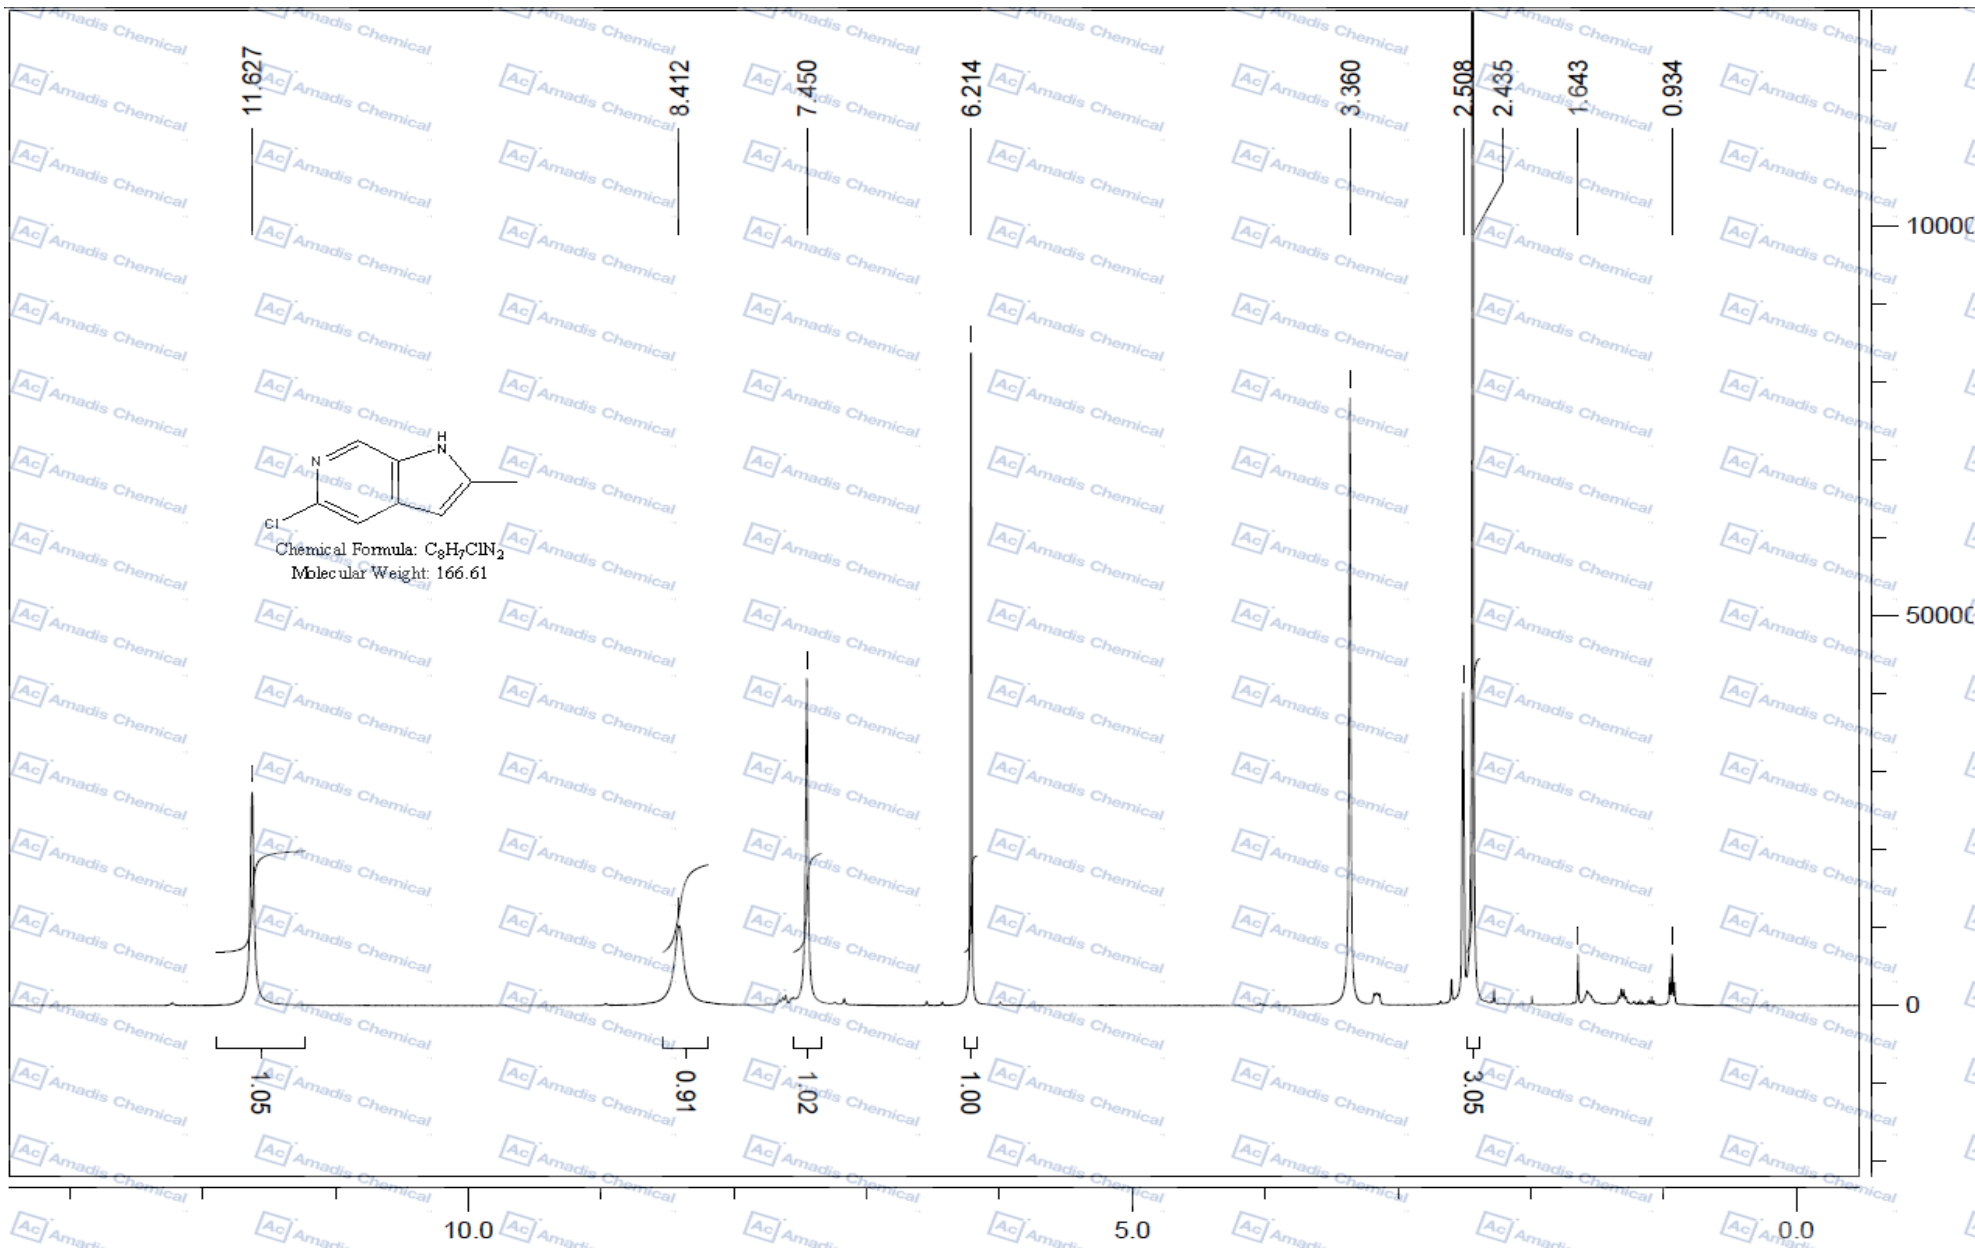 11.627
8.412
7.450
6.214
3.360
2.508
2.435
1.643
0.934
10000
50000
0
N
H
N
Cl
Chemical Formula: C₈H₇ClN₂
Molecular Weight: 166.61
1.05
0.91
1.02
1.00
3.05
10.0
5.0
0.0
Ac Amadis Chemical